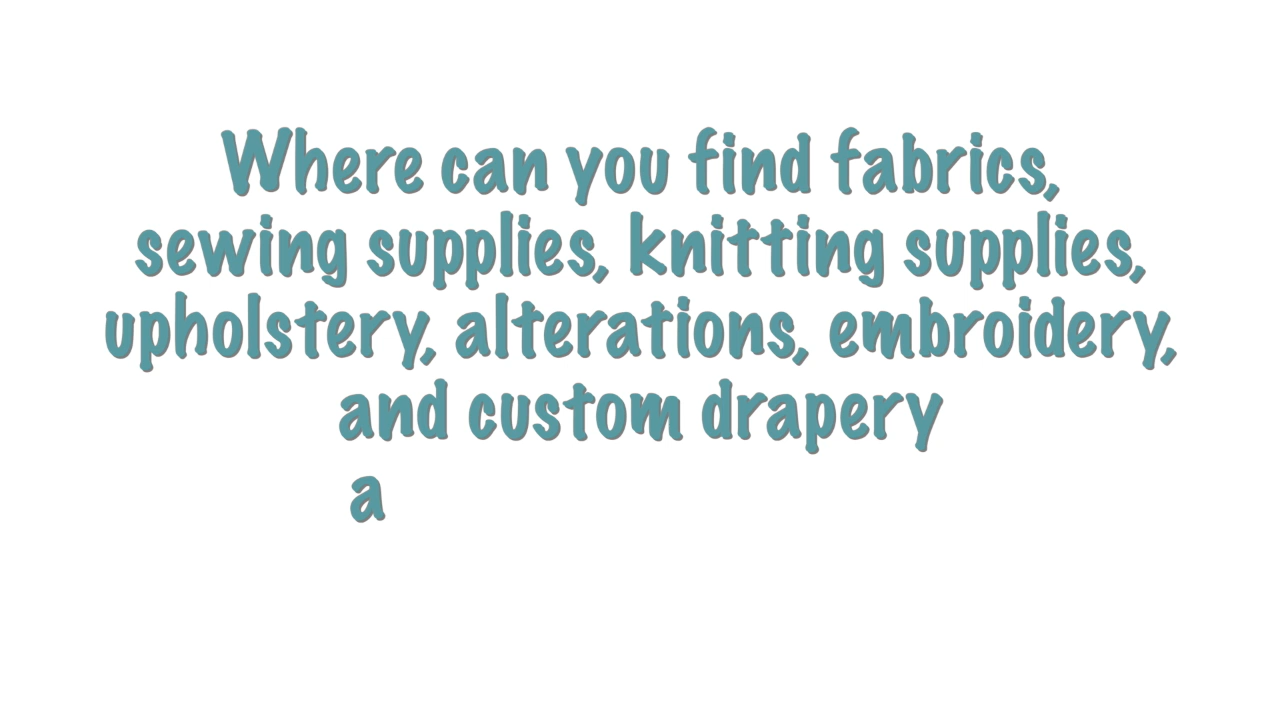 Where can you find fabrics,
sewing supplies, knitting supplies,
upholstery, alterations, embroidery,
and custom drapery
a